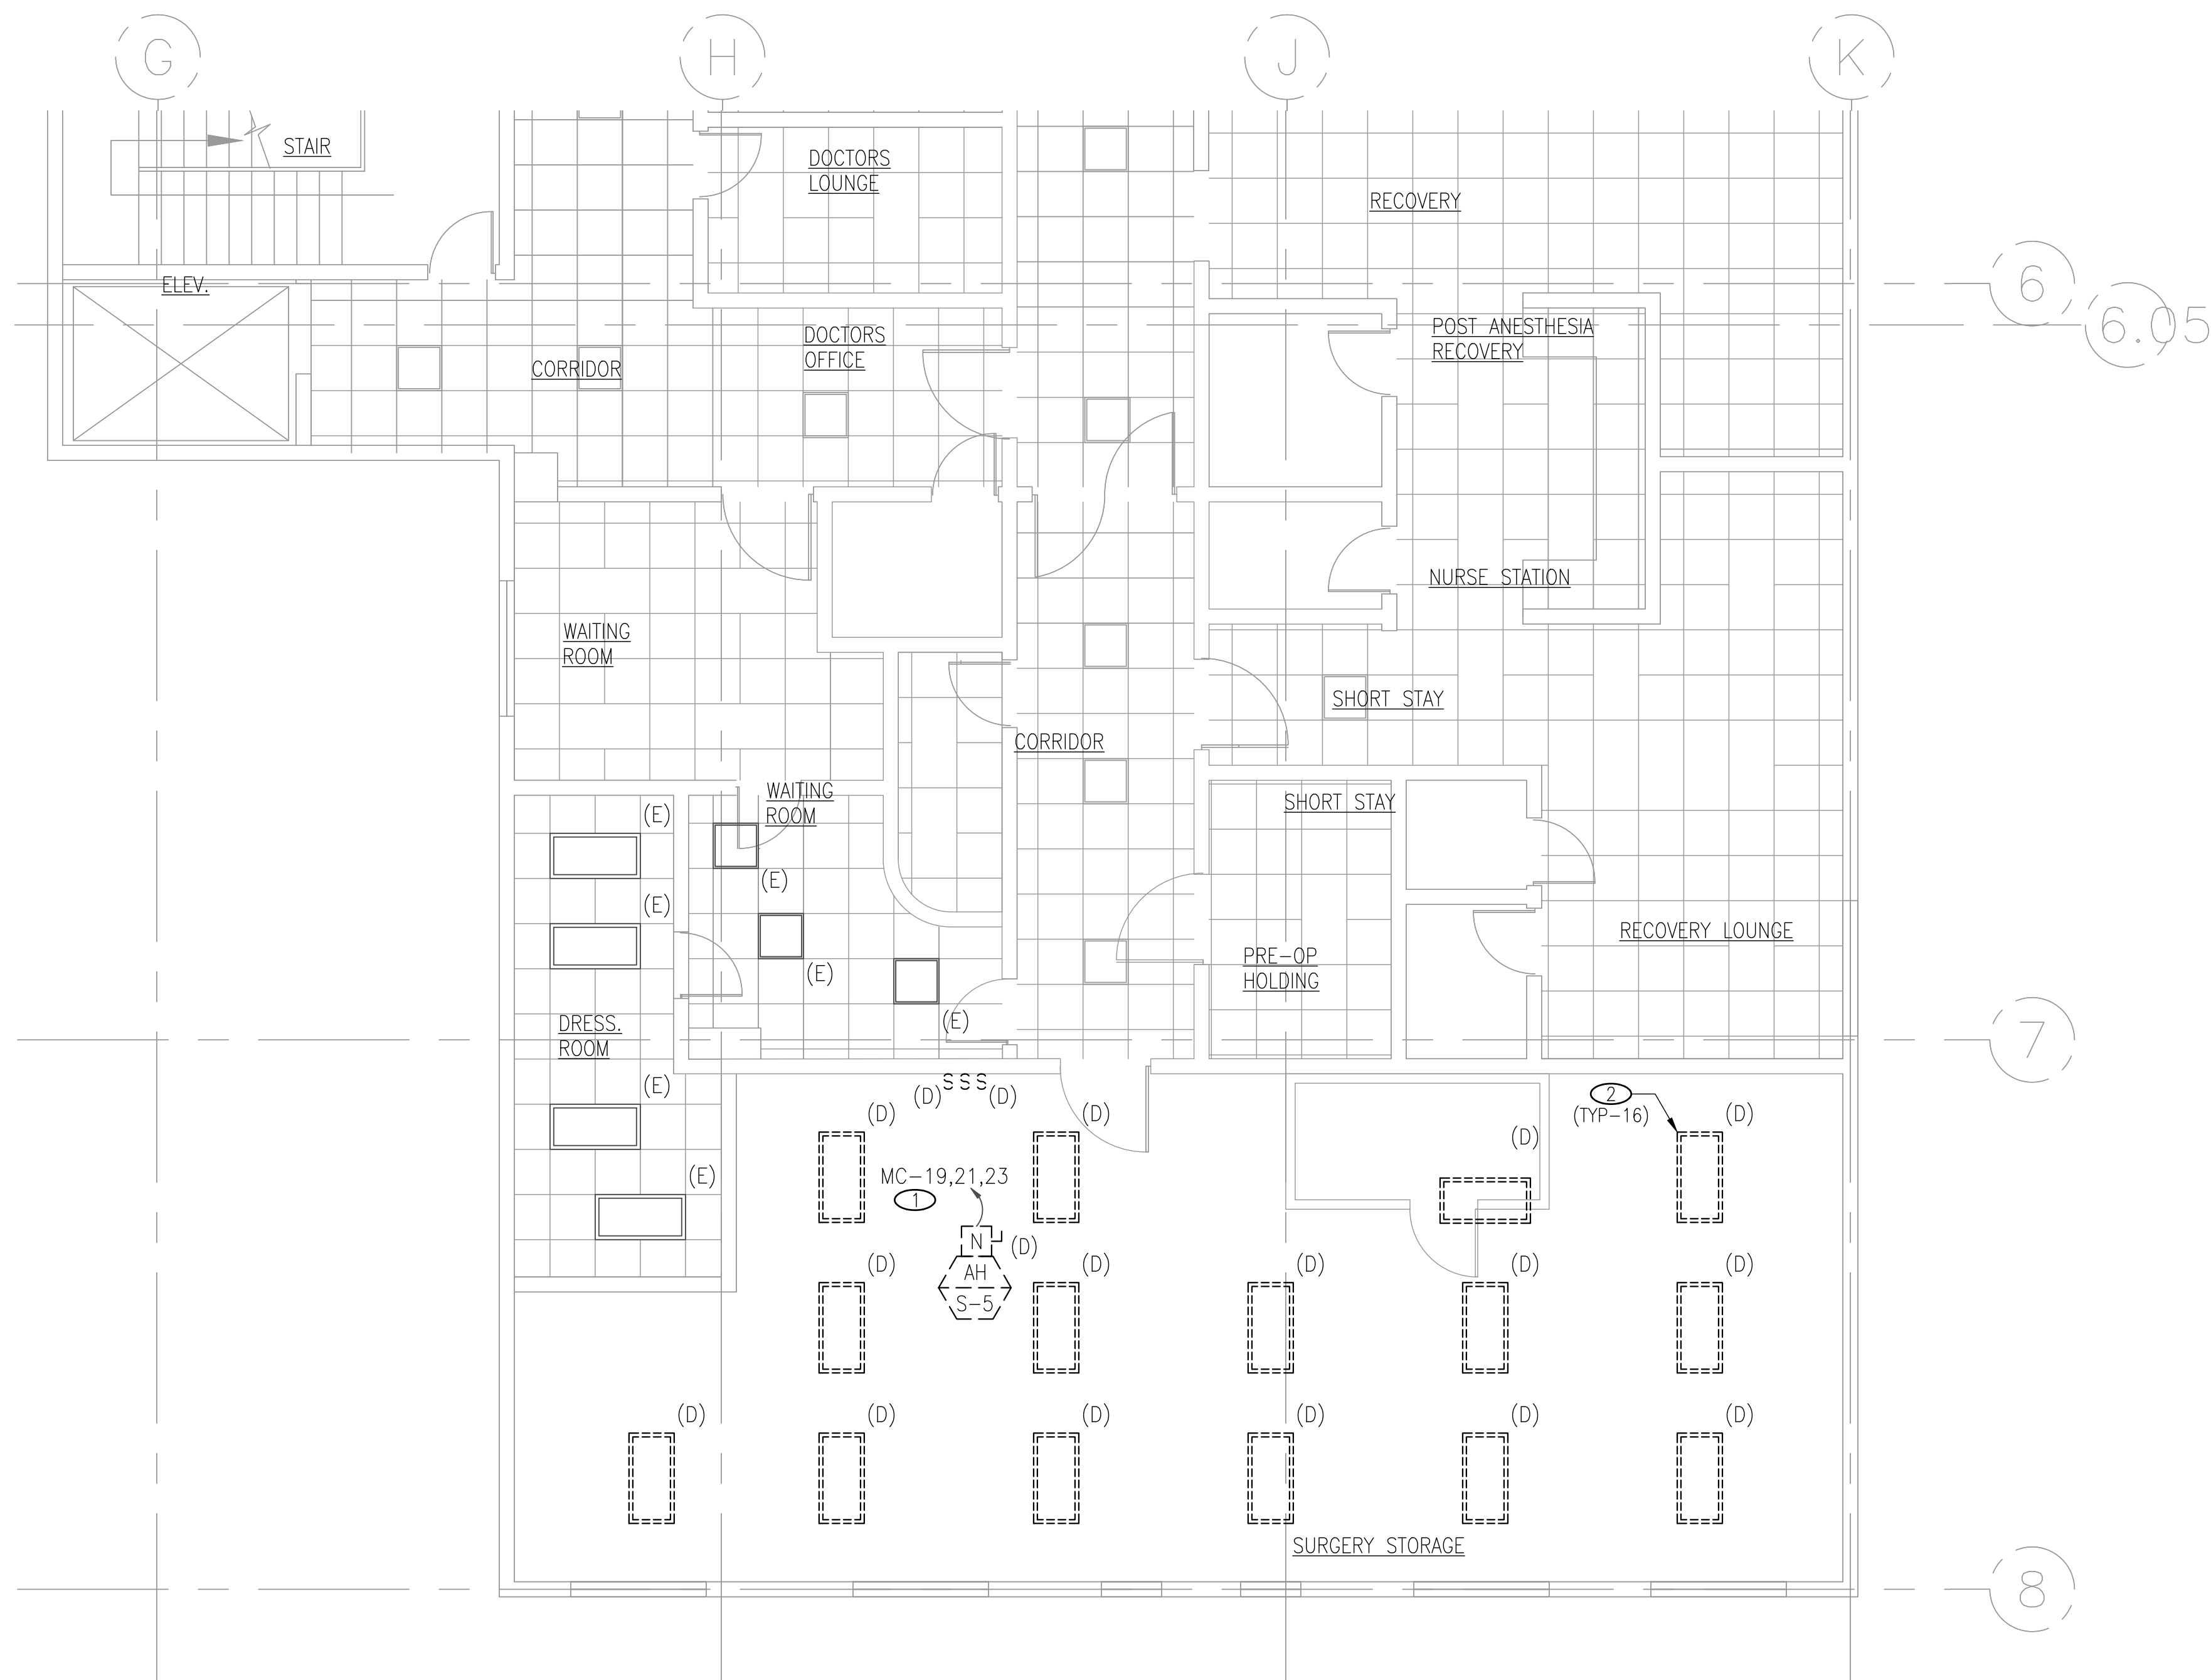 G
H
J
K
STAIR
DOCTORS
LOUNGE
RECOVERY
ELEV.
6
6.05
DOCTORS
OFFICE
POST ANESTHESIA
RECOVERY
CORRIDOR
NURSE STATION
WAITING
ROOM
SHORT STAY
CORRIDOR
WAITING
ROOM
SHORT STAY
(E)
(E)
(E)
(E)
(E)
RECOVERY LOUNGE
PRE-OP
HOLDING
DRESS.
ROOM
(E)
7
(E)
(E)
S S S
(D) (D)
(D)
(D)
2
(TYP-16)
(D)
(D)
MC-19,21,23
1
N
(D)
AH
S-5
(D)
(D)
(D)
(D)
(D)
(D)
(D)
(D)
(D)
(D)
(D)
SURGERY STORAGE
8